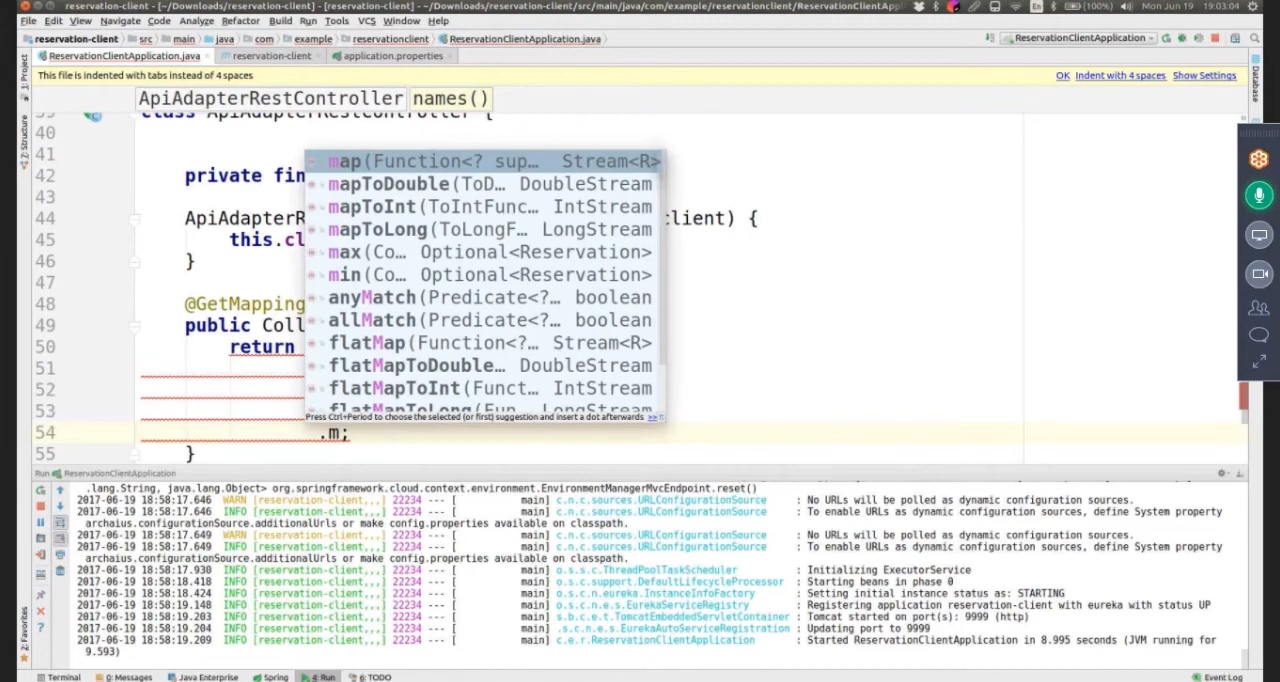 reservation-client - [~/Downloads/reservation-client] - [reservation-client] - ~/Downloads/reservation-client/src/main/java/com/example/reservationclient/ReservationClientAppl
En (100%) Mon Jun 19 19:03:04
File Edit View Navigate Code Analyze Refactor Build Run Tools VCS Window Help
reservation-client src main java com example reservationclient ReservationClientApplication.java ReservationClientApplication
ReservationClientApplication.java reservation-client application.properties
This file is indented with tabs instead of 4 spaces OK Indent with 4 spaces Show Settings
ApiAdapterRestController names()
39 class ApiAdapterRestController {
40
41
42 private fin
43
44 ApiAdapterR client) {
45 this.cl
46 }
47
48 @GetMapping
49 public Coll
50 return
51
52
53
54 .m;
55 }
map(Function<? sup... Stream<R>
mapToDouble(ToD... DoubleStream
mapToInt(ToIntFunc... IntStream
mapToLong(ToLongF... LongStream
max(Co... Optional<Reservation>
min(Co... Optional<Reservation>
anyMatch(Predicate<?... boolean
allMatch(Predicate<?... boolean
flatMap(Function<?... Stream<R>
flatMapToDouble... DoubleStream
flatMapToInt(Funct... IntStream
flatMapToLong(Fun... LongStream
Press Ctrl+Period to choose the selected (or first) suggestion and insert a dot afterwards >>
1: Project
7: Structure
2: Favorites
Database
Run ReservationClientApplication
.lang.String, java.lang.Object> org.springframework.cloud.context.environment.EnvironmentManagerMvcEndpoint.reset()
2017-06-19 18:58:17.646 WARN [reservation-client,,,] 22234 --- [ main] c.n.c.sources.URLConfigurationSource : No URLs will be polled as dynamic configuration sources.
2017-06-19 18:58:17.646 INFO [reservation-client,,,] 22234 --- [ main] c.n.c.sources.URLConfigurationSource : To enable URLs as dynamic configuration sources, define System property
archaius.configurationSource.additionalUrls or make config.properties available on classpath.
2017-06-19 18:58:17.649 WARN [reservation-client,,,] 22234 --- [ main] c.n.c.sources.URLConfigurationSource : No URLs will be polled as dynamic configuration sources.
2017-06-19 18:58:17.649 INFO [reservation-client,,,] 22234 --- [ main] c.n.c.sources.URLConfigurationSource : To enable URLs as dynamic configuration sources, define System property
archaius.configurationSource.additionalUrls or make config.properties available on classpath.
2017-06-19 18:58:17.930 INFO [reservation-client,,,] 22234 --- [ main] o.s.s.c.ThreadPoolTaskScheduler : Initializing ExecutorService
2017-06-19 18:58:18.418 INFO [reservation-client,,,] 22234 --- [ main] o.s.c.support.DefaultLifecycleProcessor : Starting beans in phase 0
2017-06-19 18:58:18.424 INFO [reservation-client,,,] 22234 --- [ main] o.s.c.n.eureka.InstanceInfoFactory : Setting initial instance status as: STARTING
2017-06-19 18:58:19.148 INFO [reservation-client,,,] 22234 --- [ main] o.s.c.n.e.s.EurekaServiceRegistry : Registering application reservation-client with eureka with status UP
2017-06-19 18:58:19.203 INFO [reservation-client,,,] 22234 --- [ main] s.b.c.e.t.TomcatEmbeddedServletContainer : Tomcat started on port(s): 9999 (http)
2017-06-19 18:58:19.204 INFO [reservation-client,,,] 22234 --- [ main] .s.c.n.e.s.EurekaAutoServiceRegistration : Updating port to 9999
2017-06-19 18:58:19.209 INFO [reservation-client,,,] 22234 --- [ main] c.e.r.ReservationClientApplication : Started ReservationClientApplication in 8.995 seconds (JVM running for
9.593)
Terminal 0: Messages Java Enterprise Spring 4: Run 6: TODO Event Log